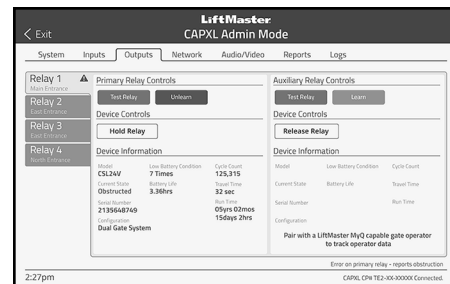 LiftMaster
< Exit
CAPXL Admin Mode
System Inputs Outputs Network Audio/Video Reports Logs
Relay 1
Main Entrance
Relay 2
East Entrance
Relay 3
East Entrance
Relay 4
North Entrance
Primary Relay Controls
Test Relay Unlearn
Device Controls
Hold Relay
Device Information
Model
CSL24V
Low Battery Condition
7 Times
Cycle Count
125,315
Current State
Obstructed
Battery Life
3.36hrs
Travel Time
32 sec
Serial Number
2135648749
Run Time
05yrs 02mos
15days 2hrs
Configuration
Dual Gate System
Auxiliary Relay Controls
Test Relay Learn
Device Controls
Release Relay
Device Information
Model Low Battery Condition Cycle Count
Current State Battery Life Travel Time
Serial Number Run Time
Configuration
Pair with a LiftMaster MyQ capable gate operator
to track operator data
Error on primary relay - reports obstruction
2:27pm
CAPXL CP# TE2-XX-XXXXX Connected.